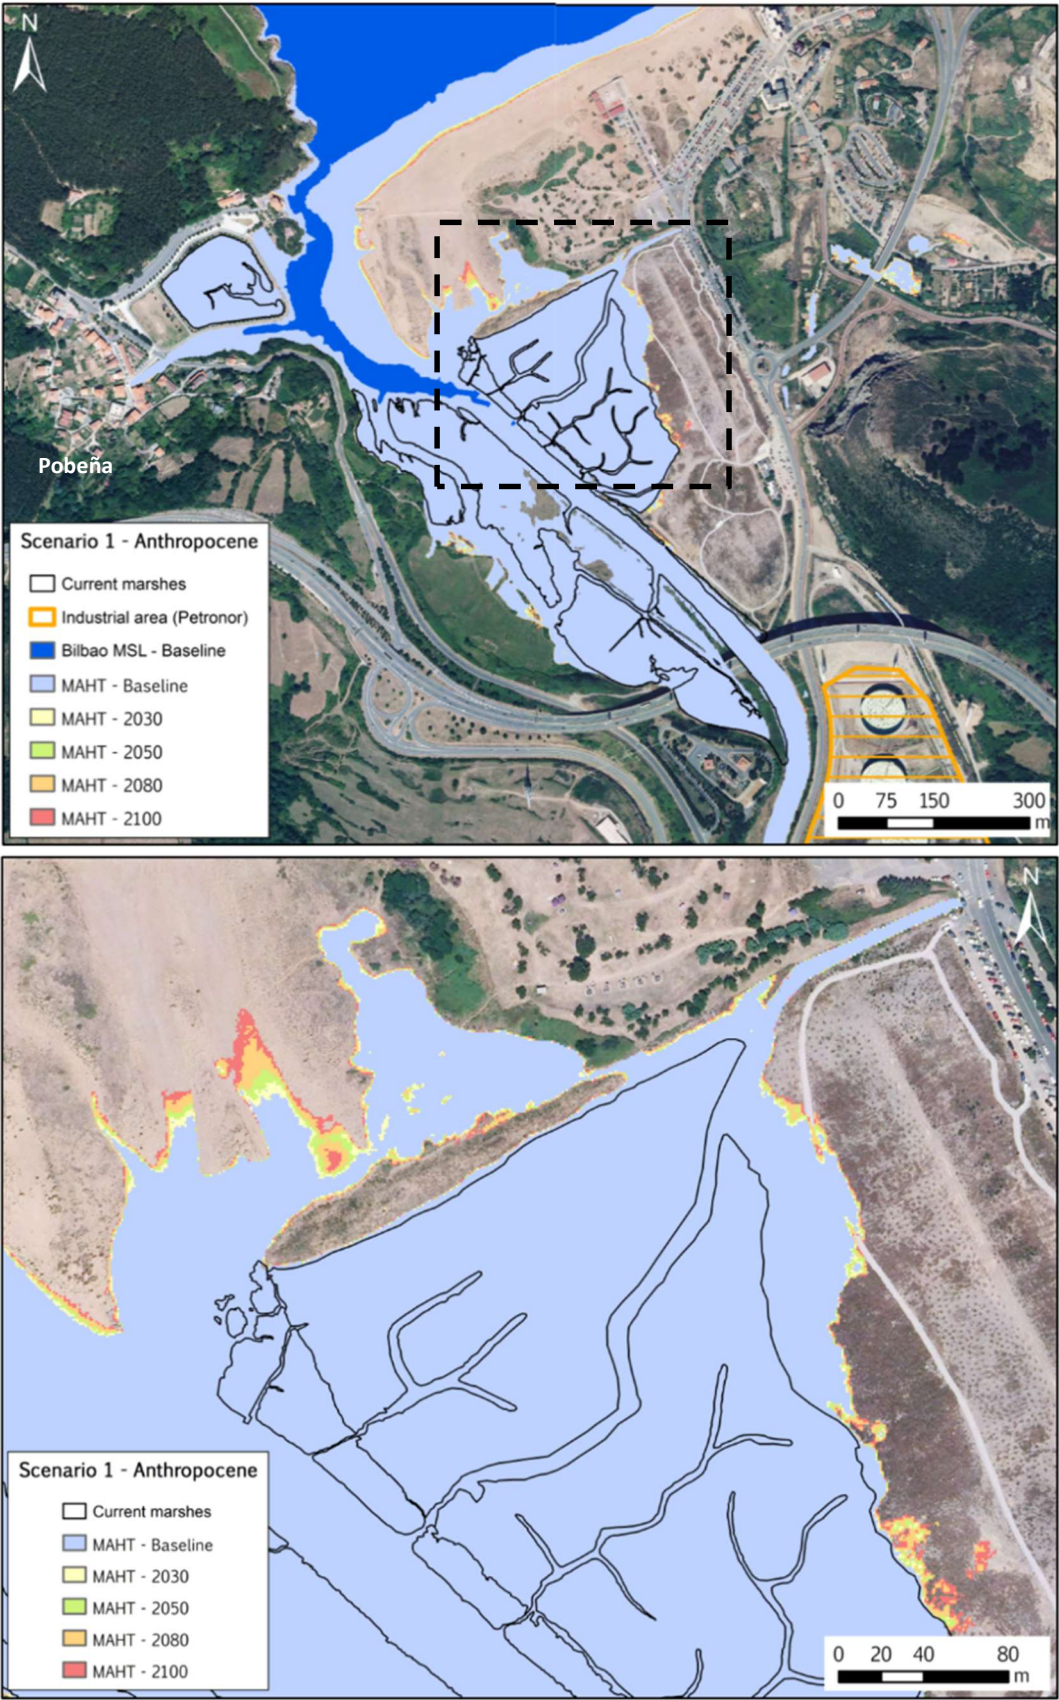 N
Pobeña
Scenario 1 - Anthropocene
Current marshes
Industrial area (Petronor)
Bilbao MSL - Baseline
MAHT - Baseline
MAHT - 2030
MAHT - 2050
MAHT - 2080
MAHT - 2100
0 75 150 300
m
N
Scenario 1 - Anthropocene
Current marshes
MAHT - Baseline
MAHT - 2030
MAHT - 2050
MAHT - 2080
MAHT - 2100
0 20 40 80
m